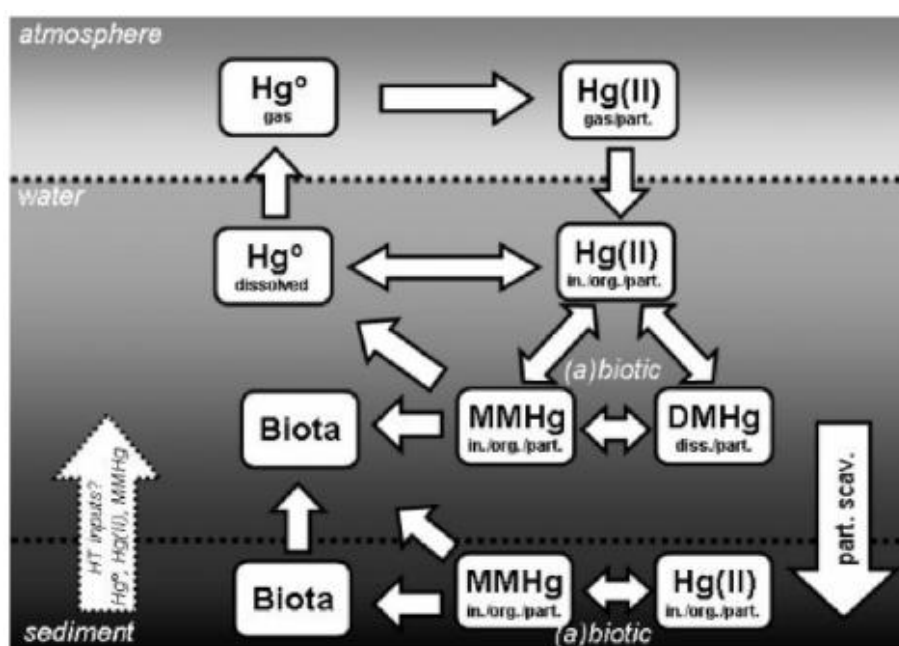 atmosphere
Hg°
gas
Hg(II)
gas/part.
water
Hg°
dissolved
Hg(II)
in./org./part.
(a)biotic
Biota
MMHg
in./org./part.
DMHg
diss./part.
HT inputs?
Hg°, Hg(II), MMHg
part. scav.
Biota
MMHg
in./org./part.
Hg(II)
in./org./part.
sediment
(a)biotic